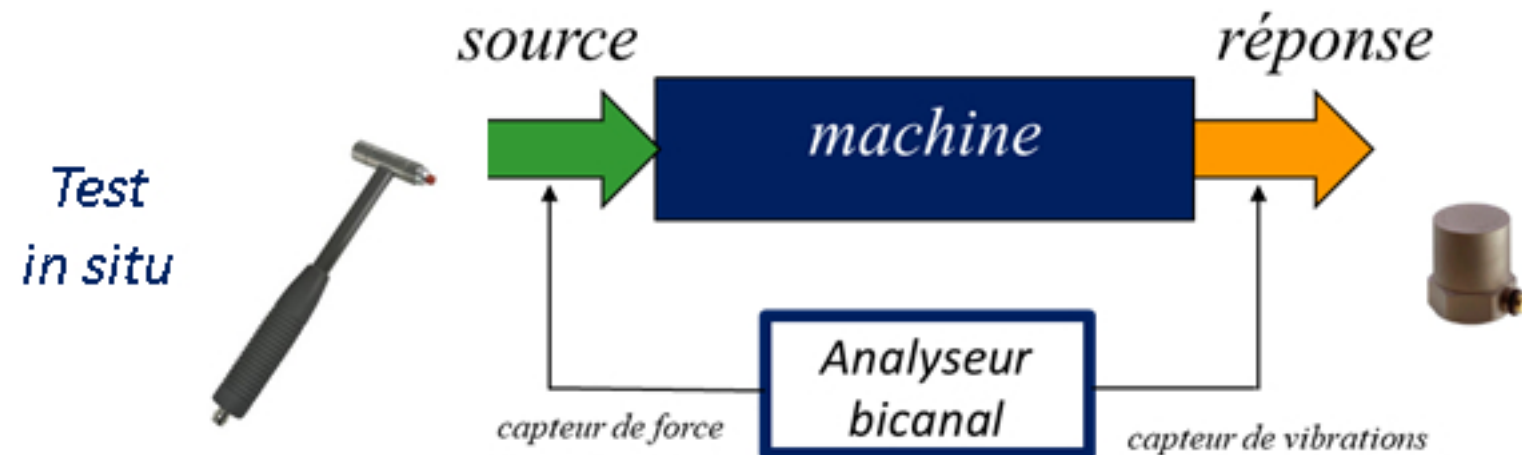 source
réponse
machine
Test
in situ
Analyseur
bicanal
capteur de force
capteur de vibrations